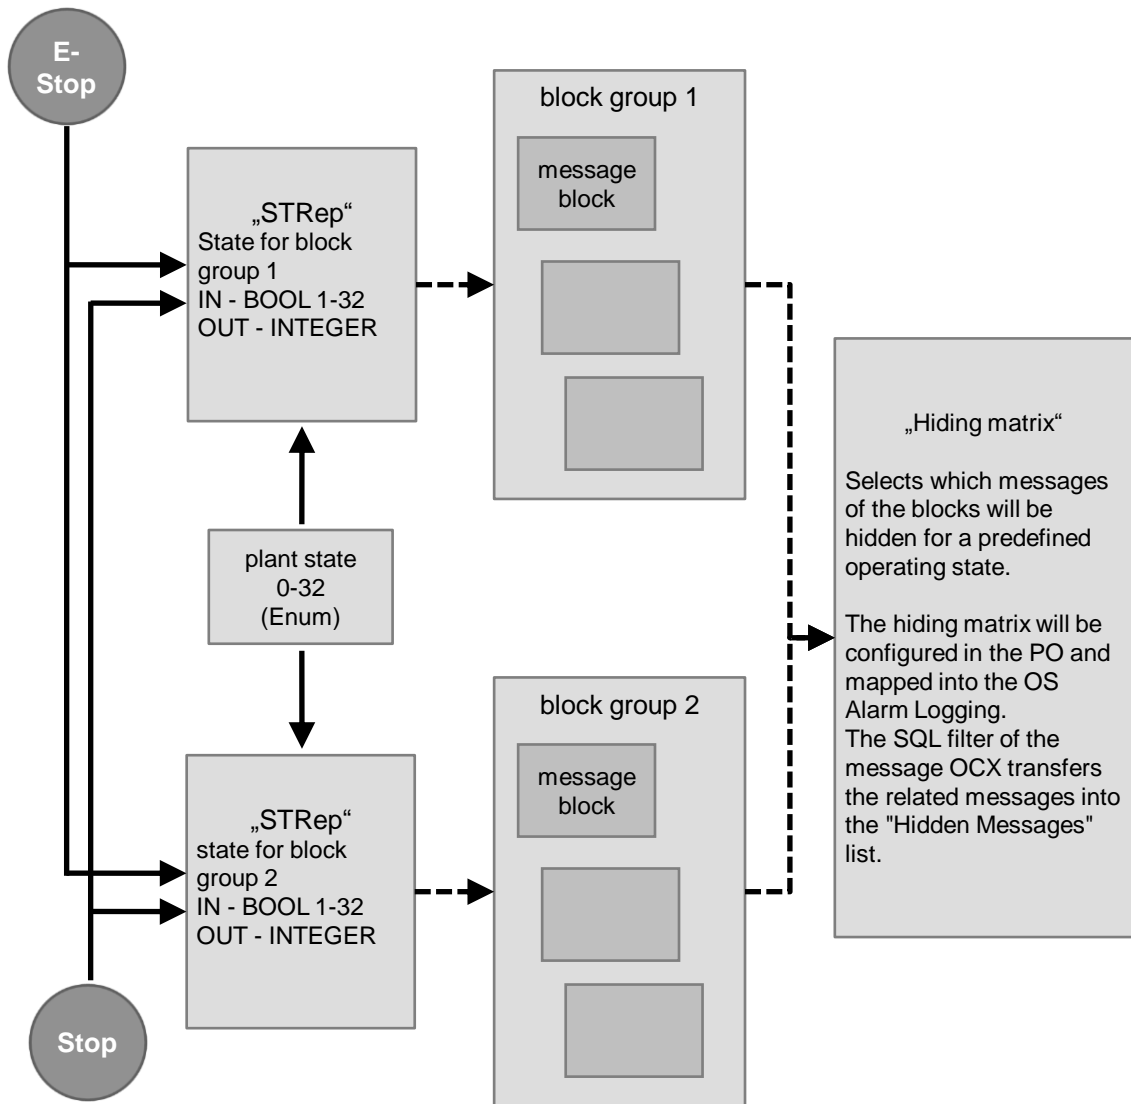 E-
Stop
block group 1
message
block
„STRep“
State for block
group 1
IN - BOOL 1-32
OUT - INTEGER
plant state
0-32
(Enum)
„Hiding matrix“
Selects which messages
of the blocks will be
hidden for a predefined
operating state.
The hiding matrix will be
configured in the PO and
mapped into the OS
Alarm Logging.
The SQL filter of the
message OCX transfers
the related messages into
the "Hidden Messages"
list.
block group 2
message
block
„STRep“
state for block
group 2
IN - BOOL 1-32
OUT - INTEGER
Stop